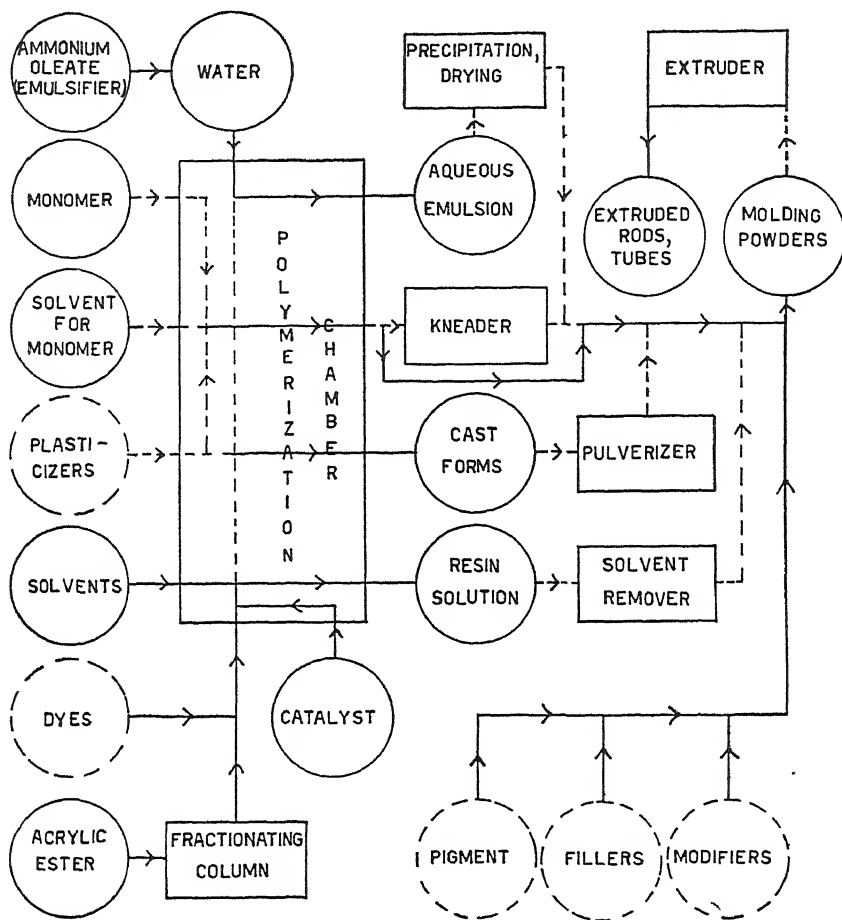 AMMONIUM
OLEATE
(EMULSIFIER)
WATER
PRECIPITATION,
DRYING
EXTRUDER
MONOMER
AQUEOUS
EMULSION
EXTRUDED
RODS,
TUBES
MOLDING
POWDERS
SOLVENT
FOR
MONOMER
POLYMERIZATION
CHAMBER
KNEADER
PLASTI-
CIZERS
CAST
FORMS
PULVERIZER
SOLVENTS
RESIN
SOLUTION
SOLVENT
REMOVER
DYES
CATALYST
ACRYLIC
ESTER
FRACTIONATING
COLUMN
PIGMENT
FILLERS
MODIFIERS